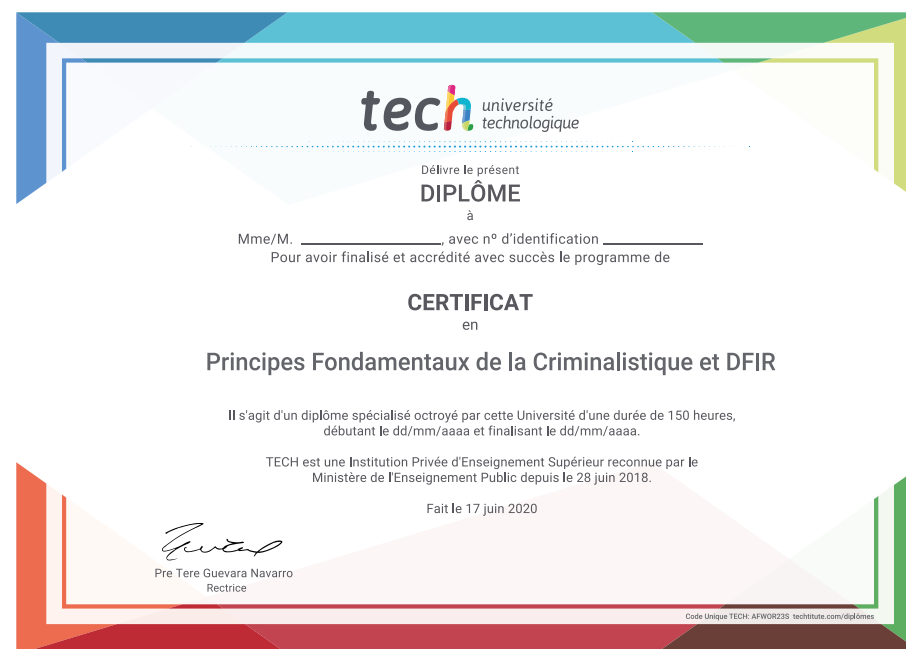 tech université
technologique
Délivre le présent
DIPLÔME
à
Mme/M. ____________________, avec nº d'identification ______________
Pour avoir finalisé et accrédité avec succès le programme de
CERTIFICAT
en
Principes Fondamentaux de la Criminalistique et DFIR
Il s'agit d'un diplôme spécialisé octroyé par cette Université d'une durée de 150 heures,
débutant le dd/mm/aaaa et finalisant le dd/mm/aaaa.
TECH est une Institution Privée d'Enseignement Supérieur reconnue par le
Ministère de l'Enseignement Public depuis le 28 juin 2018.
Fait le 17 juin 2020
Pre Tere Guevara Navarro
Rectrice
Code Unique TECH: AFWOR23S techtitute.com/diplômes